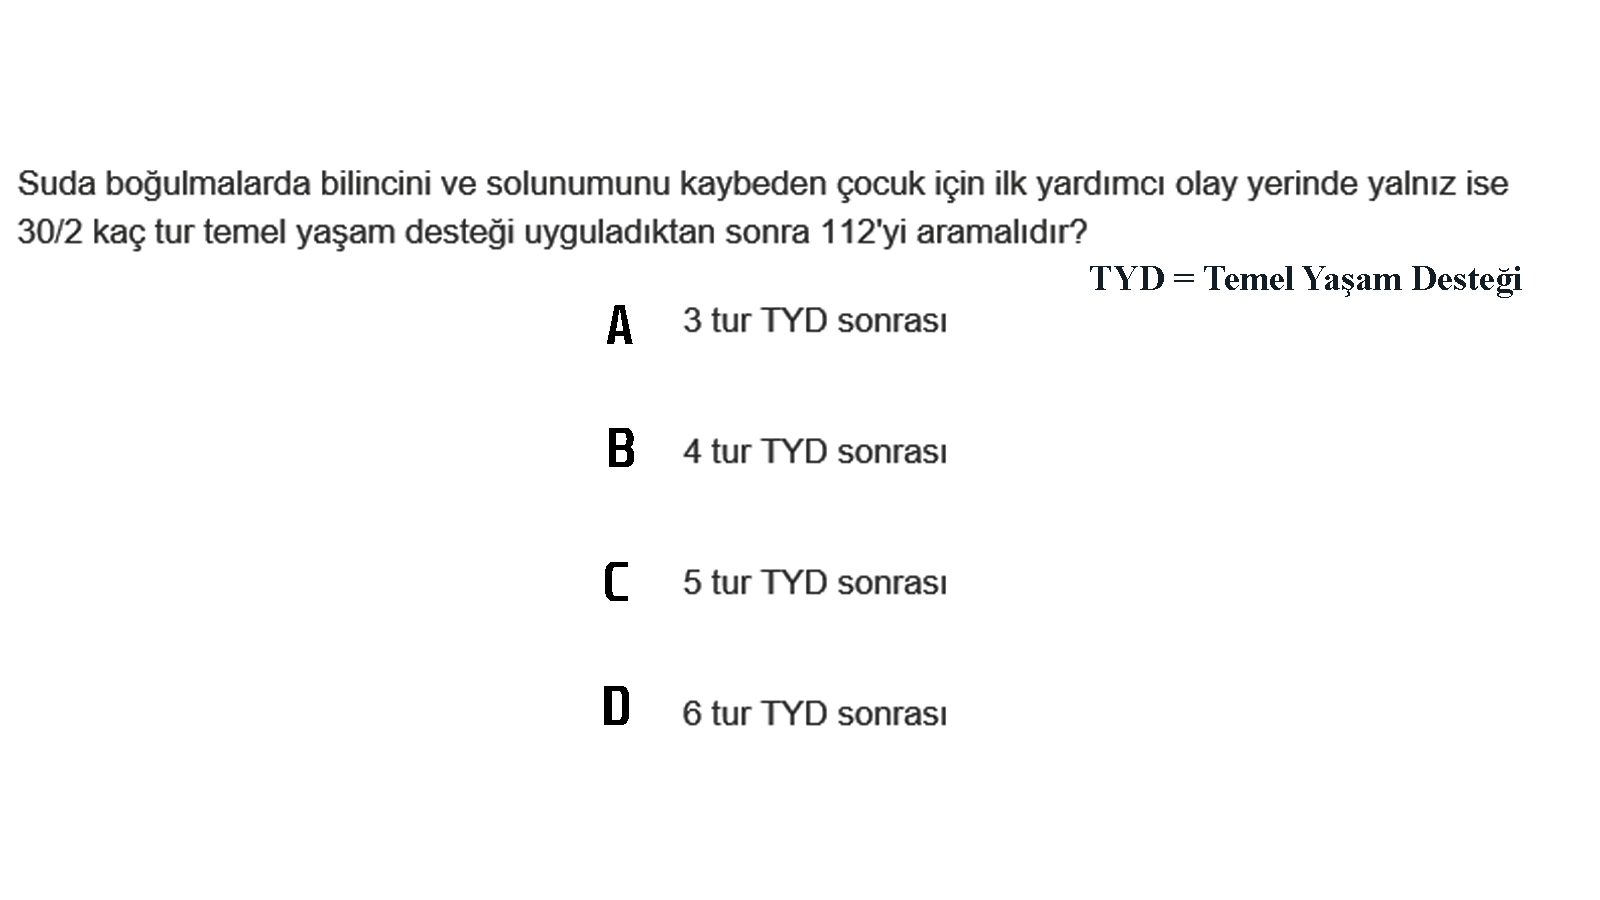 Suda boğulmalarda bilincini ve solunumunu kaybeden çocuk için ilk yardımcı olay yerinde yalnız ise
30/2 kaç tur temel yaşam desteği uyguladıktan sonra 112'yi aramalıdır?
TYD = Temel Yaşam Desteği
A 3 tur TYD sonrası
B 4 tur TYD sonrası
C 5 tur TYD sonrası
D 6 tur TYD sonrası